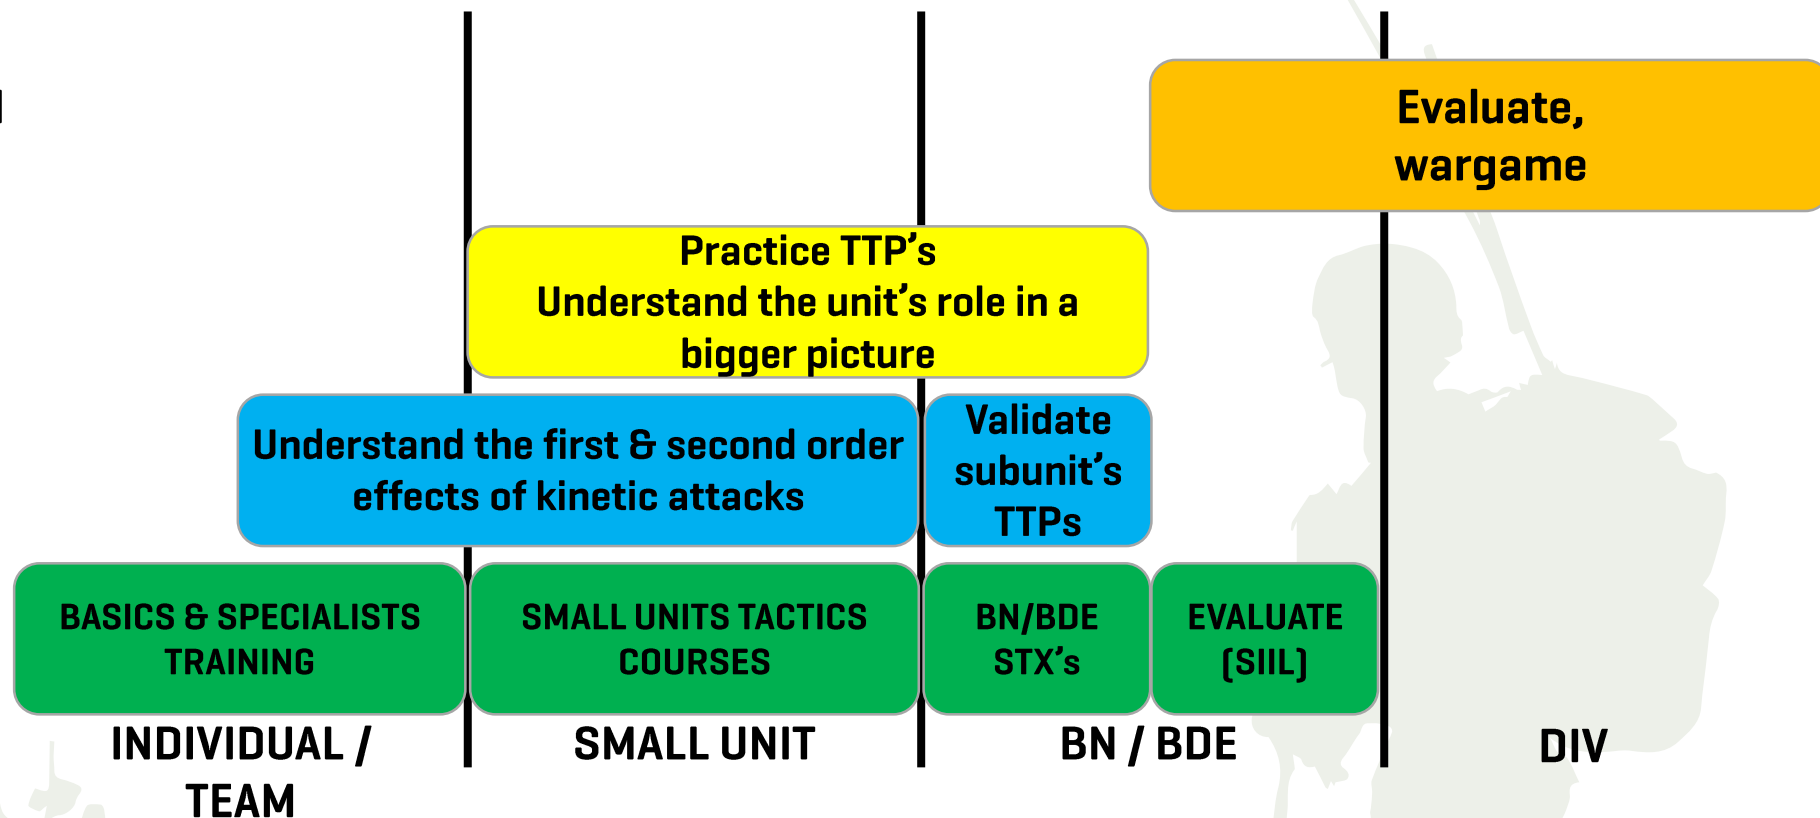 Evaluate,
wargame
Practice TTP’s
Understand the unit’s role in a
bigger picture
Understand the first & second order
effects of kinetic attacks
Validate
subunit’s
TTPs
BASICS & SPECIALISTS
TRAINING
SMALL UNITS TACTICS
COURSES
BN/BDE
STX’s
EVALUATE
(SIIL)
INDIVIDUAL /
TEAM
SMALL UNIT
BN / BDE
DIV